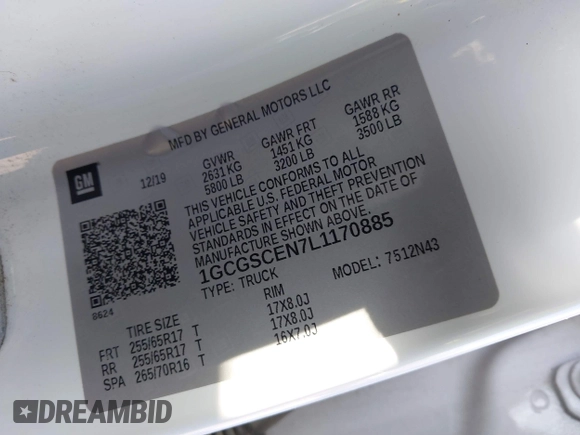 MFD BY GENERAL MOTORS LLC
GM
12/19
GVWR GAWR FRT GAWR RR
2631 KG 1451 KG 1588 KG
5800 LB 3200 LB 3500 LB
THIS VEHICLE CONFORMS TO ALL
APPLICABLE U.S. FEDERAL MOTOR
VEHICLE SAFETY AND THEFT PREVENTION
STANDARDS IN EFFECT ON THE DATE OF
MANUFACTURE SHOWN ABOVE.
1GCGSCEN7L1170885
TYPE: TRUCK MODEL: 7512N43
8624
TIRE SIZE RIM
FRT 255/65R17 T 17X8.0J
RR 255/65R17 T 17X8.0J
SPA 265/70R16 T 16X7.0J
DREAMBID